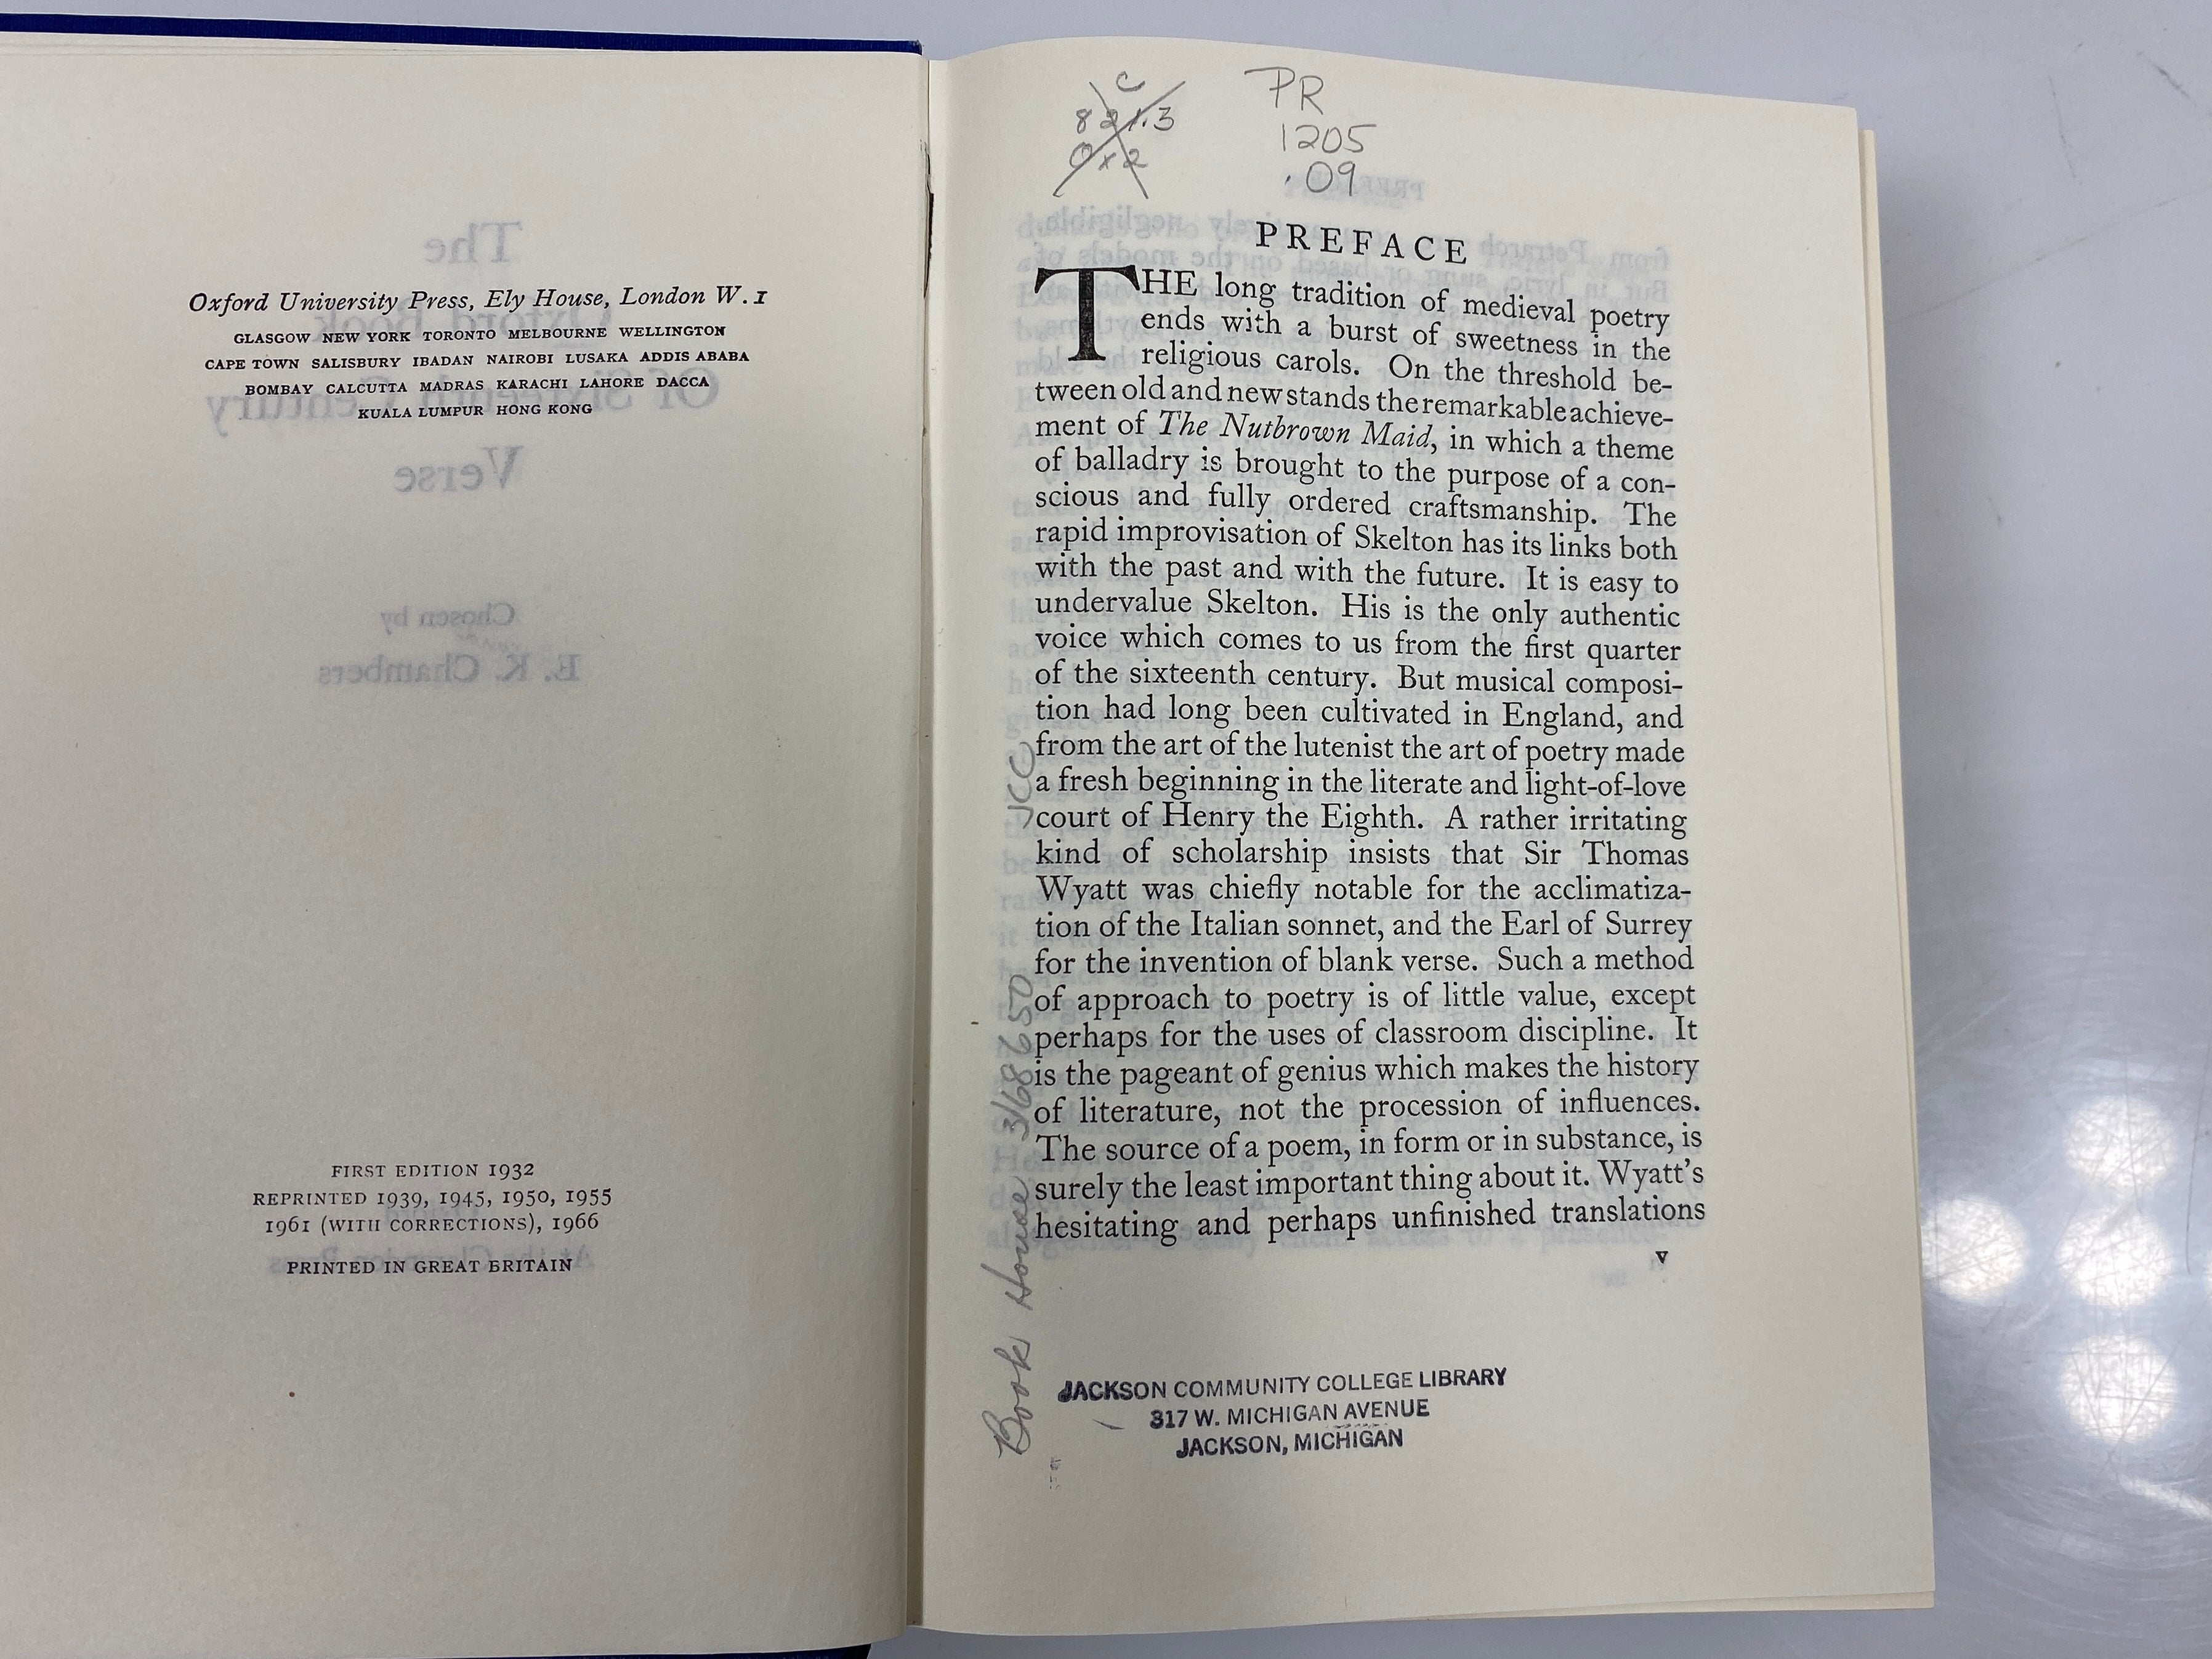 Oxford University Press, Ely House, London W.1
GLASGOW NEW YORK TORONTO MELBOURNE WELLINGTON
CAPE TOWN SALISBURY IBADAN NAIROBI LUSAKA ADDIS ABABA
BOMBAY CALCUTTA MADRAS KARACHI LAHORE DACCA
KUALA LUMPUR HONG KONG
The
Oxford Book
Of Sixteenth Century
Verse
Chosen by
E. K. Chambers
FIRST EDITION 1932
REPRINTED 1939, 1945, 1950, 1955
1961 (WITH CORRECTIONS), 1966
PRINTED IN GREAT BRITAIN
C
821.3
Ox2
PR
1205
.O9
PREFACE
THE long tradition of medieval poetry
ends with a burst of sweetness in the
religious carols. On the threshold be-
tween old and new stands the remarkable achieve-
ment of The Nutbrown Maid, in which a theme
of balladry is brought to the purpose of a con-
scious and fully ordered craftsmanship. The
rapid improvisation of Skelton has its links both
with the past and with the future. It is easy to
undervalue Skelton. His is the only authentic
voice which comes to us from the first quarter
of the sixteenth century. But musical composi-
tion had long been cultivated in England, and
from the art of the lutenist the art of poetry made
a fresh beginning in the literate and light-of-love
court of Henry the Eighth. A rather irritating
kind of scholarship insists that Sir Thomas
Wyatt was chiefly notable for the acclimatiza-
tion of the Italian sonnet, and the Earl of Surrey
for the invention of blank verse. Such a method
of approach to poetry is of little value, except
perhaps for the uses of classroom discipline. It
is the pageant of genius which makes the history
of literature, not the procession of influences.
The source of a poem, in form or in substance, is
surely the least important thing about it. Wyatt's
hesitating and perhaps unfinished translations
v
Book House 3168650 JCC
JACKSON COMMUNITY COLLEGE LIBRARY
317 W. MICHIGAN AVENUE
JACKSON, MICHIGAN